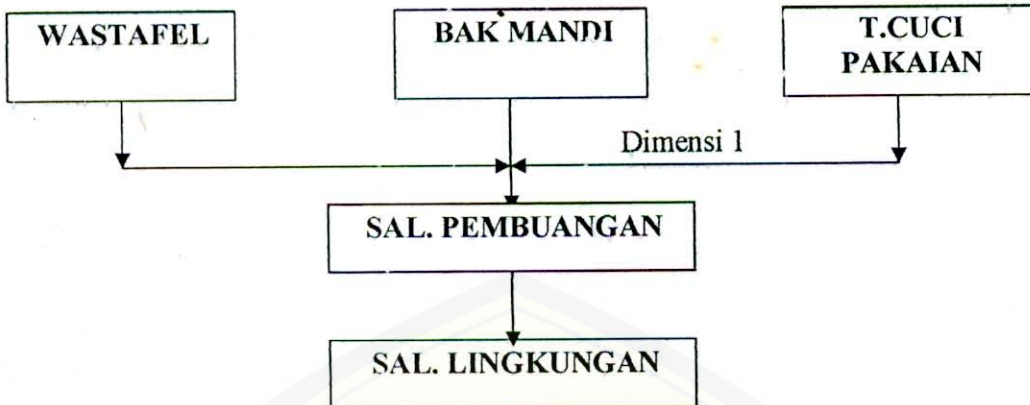 WASTAFEL
BAK MANDI
T.CUCI
PAKAIAN
Dimensi 1
SAL. PEMBUANGAN
SAL. LINGKUNGAN